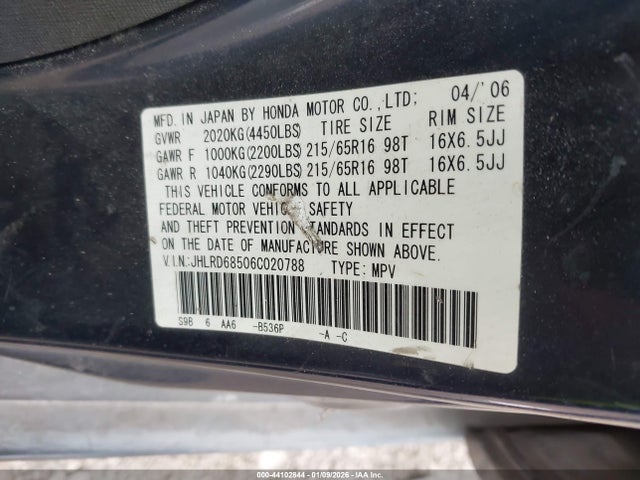 MFD. IN JAPAN BY HONDA MOTOR CO.,LTD; 04/'06
GVWR 2020KG(4450LBS) TIRE SIZE RIM SIZE
GAWR F 1000KG(2200LBS) 215/65R16 98T 16X6.5JJ
GAWR R 1040KG(2290LBS) 215/65R16 98T 16X6.5JJ
THIS VEHICLE CONFORMS TO ALL APPLICABLE
FEDERAL MOTOR VEHICLE SAFETY
AND THEFT PREVENTION STANDARDS IN EFFECT
ON THE DATE OF MANUFACTURE SHOWN ABOVE.
V.I.N.:JHLRD68506C020788 TYPE: MPV
S9B 6 AA6 -B536P -A -C
000-44102844 | 01/09/2026 | IAA Inc.